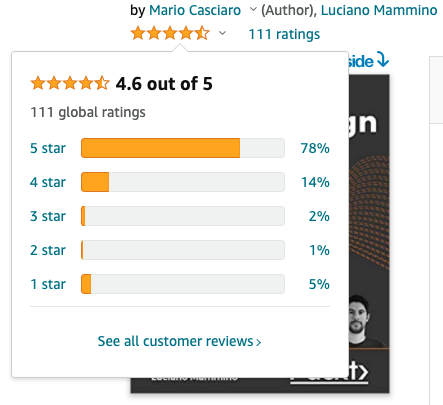 by Mario Casciaro (Author), Luciano Mammino
111 ratings
side
4.6 out of 5
gn
111 global ratings
5 star 78%
4 star 14%
3 star 2%
2 star 1%
1 star 5%
See all customer reviews ›
Luciano Mammino